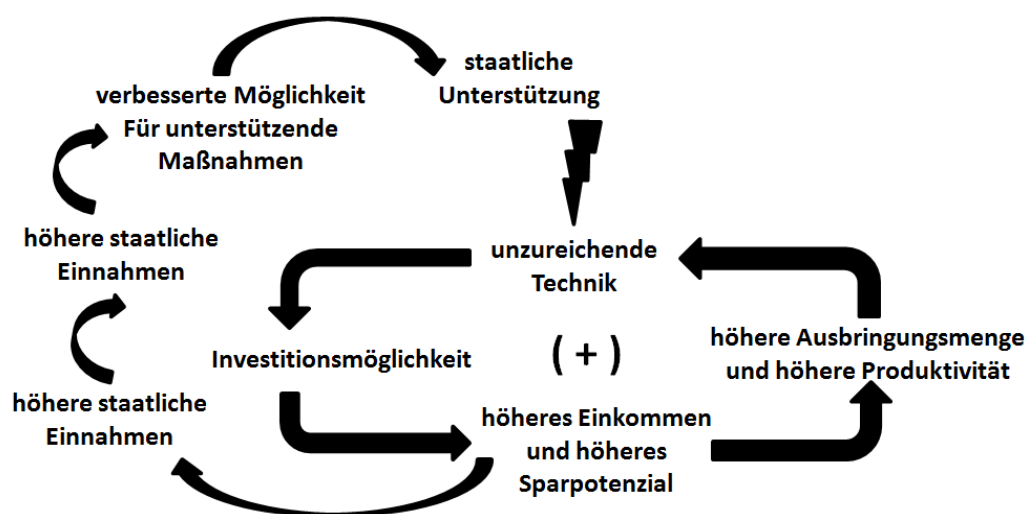 staatliche
Unterstützung
verbesserte Möglichkeit
Für unterstützende
Maßnahmen
höhere staatliche
Einnahmen
unzureichende
Technik
Investitionsmöglichkeit
( + )
höhere Ausbringungsmenge
und höhere Produktivität
höhere staatliche
Einnahmen
höheres Einkommen
und höheres
Sparpotenzial